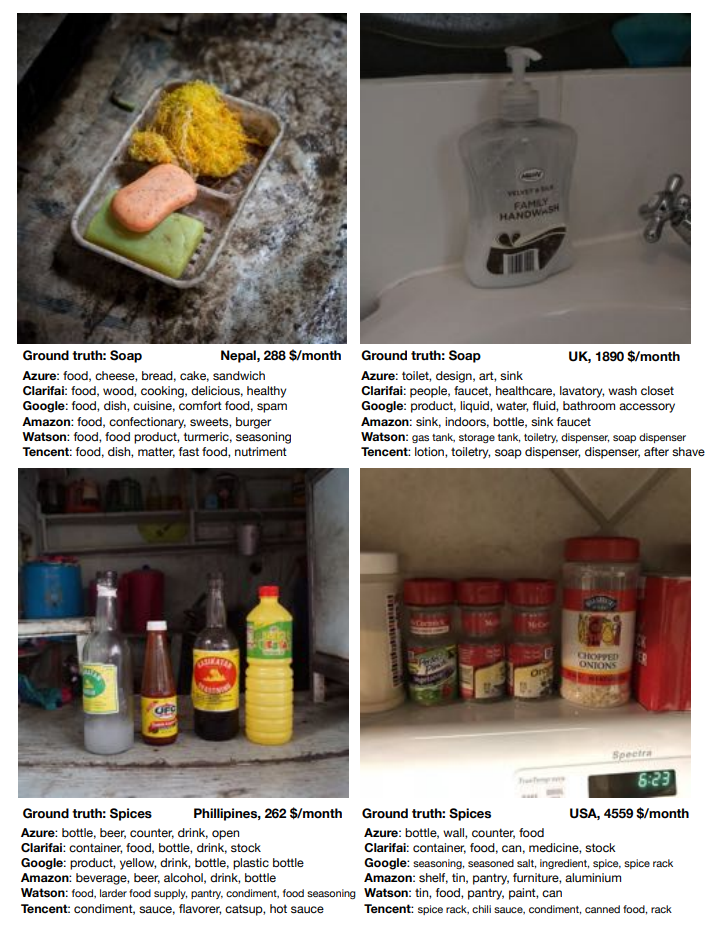 VELVET & SILK
FAMILY
HANDWASH
Ground truth: Soap Nepal, 288 $/month
Azure: food, cheese, bread, cake, sandwich
Clarifai: food, wood, cooking, delicious, healthy
Google: food, dish, cuisine, comfort food, spam
Amazon: food, confectionary, sweets, burger
Watson: food, food product, turmeric, seasoning
Tencent: food, dish, matter, fast food, nutriment
Ground truth: Soap UK, 1890 $/month
Azure: toilet, design, art, sink
Clarifai: people, faucet, healthcare, lavatory, wash closet
Google: product, liquid, water, fluid, bathroom accessory
Amazon: sink, indoors, bottle, sink faucet
Watson: gas tank, storage tank, toiletry, dispenser, soap dispenser
Tencent: lotion, toiletry, soap dispenser, dispenser, after shave
UFC
CHOPPED
ONIONS
Spectra
6:23
Ground truth: Spices Phillipines, 262 $/month
Azure: bottle, beer, counter, drink, open
Clarifai: container, food, bottle, drink, stock
Google: product, yellow, drink, bottle, plastic bottle
Amazon: beverage, beer, alcohol, drink, bottle
Watson: food, larder food supply, pantry, condiment, food seasoning
Tencent: condiment, sauce, flavorer, catsup, hot sauce
Ground truth: Spices USA, 4559 $/month
Azure: bottle, wall, counter, food
Clarifai: container, food, can, medicine, stock
Google: seasoning, seasoned salt, ingredient, spice, spice rack
Amazon: shelf, tin, pantry, furniture, aluminium
Watson: tin, food, pantry, paint, can
Tencent: spice rack, chili sauce, condiment, canned food, rack